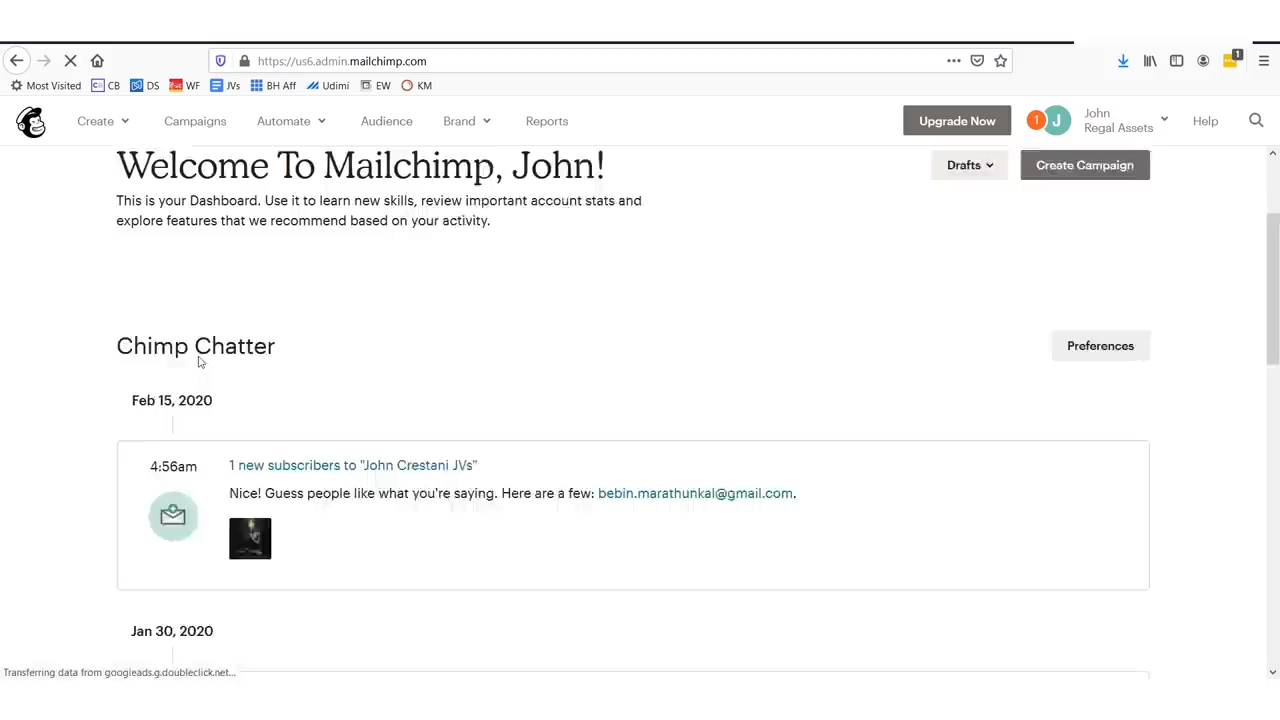 https://us6.admin.mailchimp.com
1
Most Visited CB DS WF JVs BH Aff Udimi EW KM
Create Campaigns Automate Audience Brand Reports Upgrade Now 1 J John Help
Regal Assets
Welcome To Mailchimp, John!
Drafts Create Campaign
This is your Dashboard. Use it to learn new skills, review important account stats and
explore features that we recommend based on your activity.
Chimp Chatter
Preferences
Feb 15, 2020
4:56am 1 new subscribers to "John Crestani JVs"
Nice! Guess people like what you're saying. Here are a few: bebin.marathunkal@gmail.com.
Jan 30, 2020
Transferring data from googleads.g.doubleclick.net...